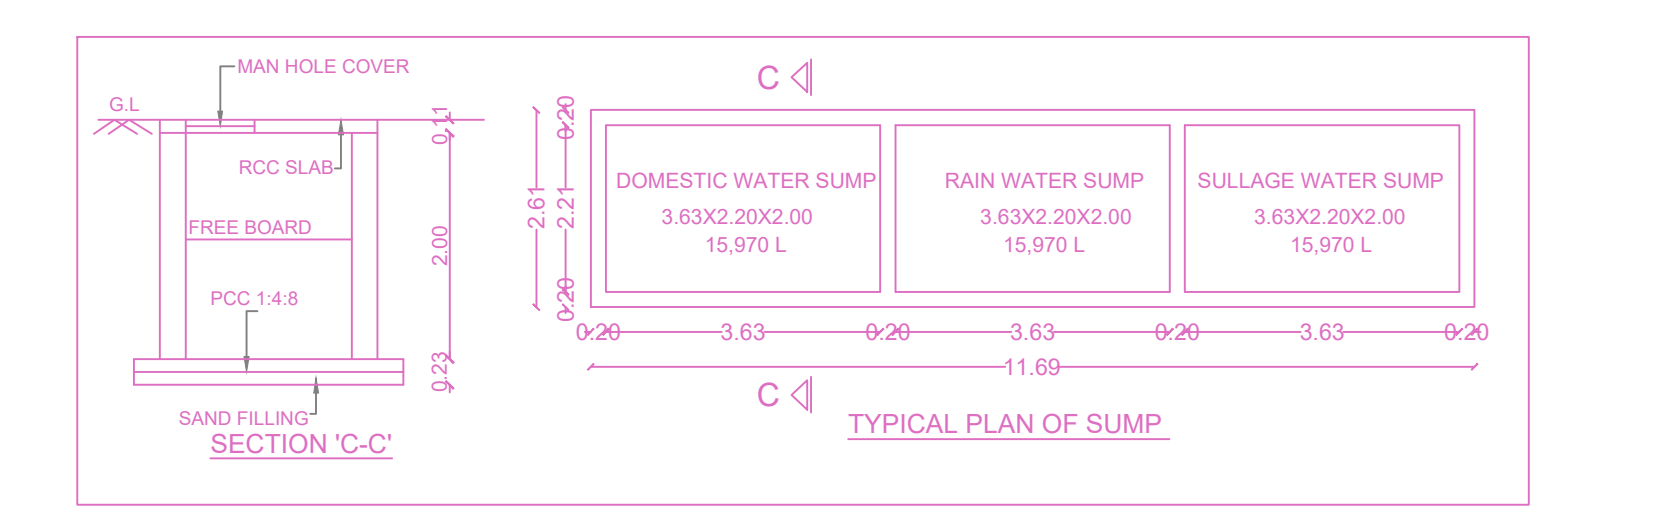 MAN HOLE COVER
G.L
0.11
RCC SLAB
FREE BOARD
2.00
PCC 1:4:8
0.23
SAND FILLING
SECTION 'C-C'
C
0.20
2.61
2.21
0.20
DOMESTIC WATER SUMP
3.63X2.20X2.00
15,970 L
RAIN WATER SUMP
3.63X2.20X2.00
15,970 L
SULLAGE WATER SUMP
3.63X2.20X2.00
15,970 L
0.20 3.63 0.20 3.63 0.20 3.63 0.20
11.69
C
TYPICAL PLAN OF SUMP